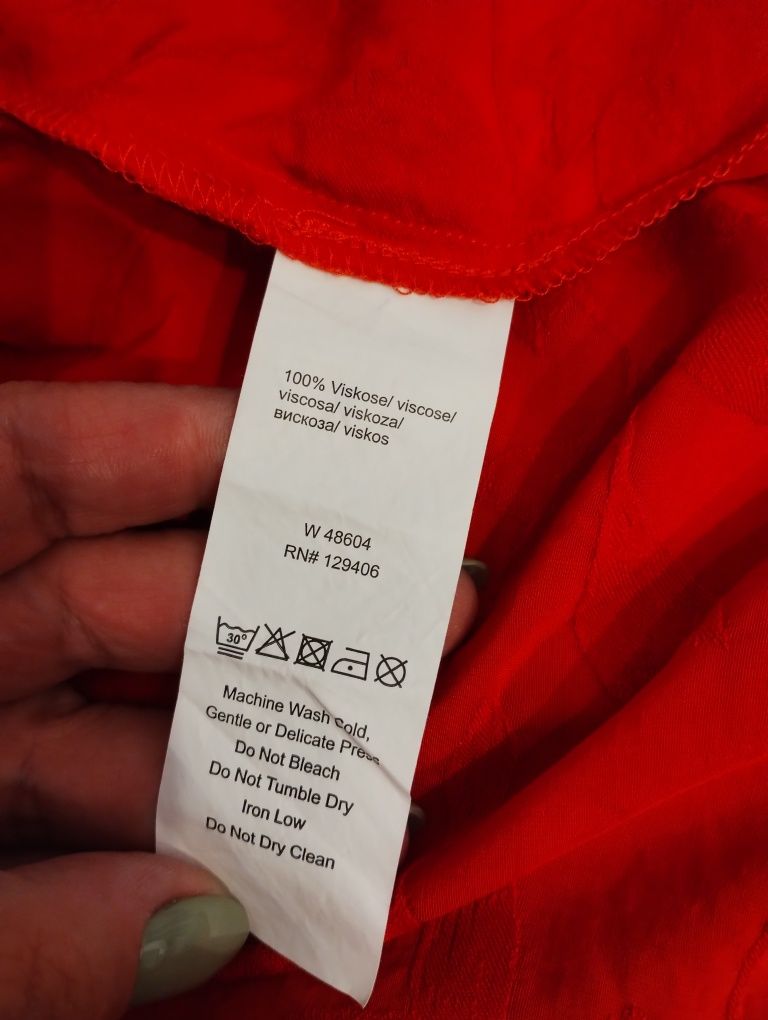 100% Viskose/ viscose/
viscosa/ viskoza/
вискоза/ viskos
W 48604
RN# 129406
30°
Machine Wash Cold,
Gentle or Delicate Press
Do Not Bleach
Do Not Tumble Dry
Iron Low
Do Not Dry Clean